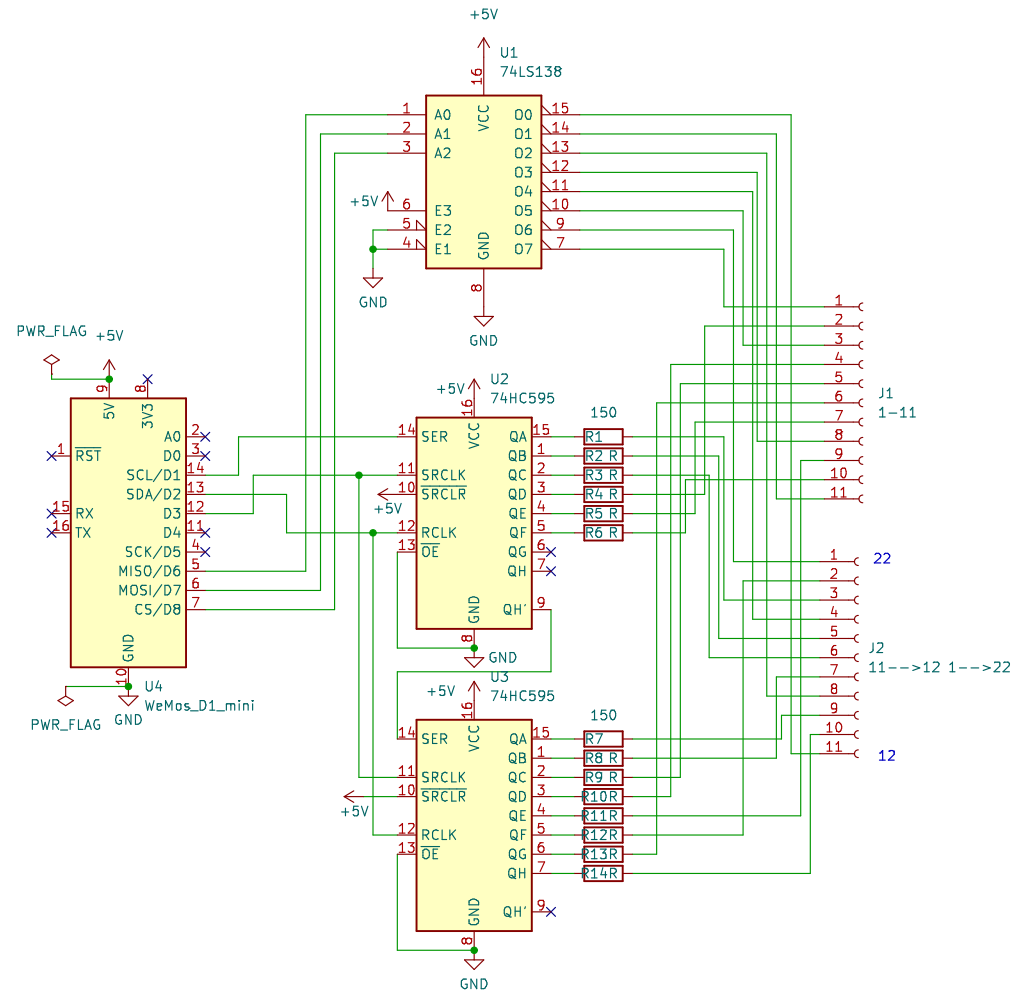 +5V
U1
74LS138
16
VCC
1 A0 O0 15
2 A1 O1 14
3 A2 O2 13
O3 12
O4 11
+5V
6 E3 O5 10
5 E2 O6 9
4 E1 GND O7 7
8
GND
GND
PWR_FLAG
+5V
9 8
5V 3V3
A0 2
1 RST D0 3
SCL/D1 14
SDA/D2 13
15 RX D3 12
16 TX D4 11
SCK/D5 4
MISO/D6 5
MOSI/D7 6
CS/D8 7
GND
10
U4
WeMos_D1_mini
GND
PWR_FLAG
U2
74HC595
+5V
16
VCC
150
14 SER QA 15 R1
QB 1 R2 R
11 SRCLK QC 2 R3 R
10 SRCLR QD 3 R4 R
+5V
QE 4 R5 R
12 RCLK QF 5 R6 R
13 OE QG 6
QH 7
QH' 9
GND
8
GND
U3
74HC595
+5V
16
VCC
150
14 SER QA 15 R7
QB 1 R8 R
11 SRCLK QC 2 R9 R
10 SRCLR QD 3 R10 R
+5V
QE 4 R11 R
12 RCLK QF 5 R12 R
13 OE QG 6 R13 R
QH 7 R14 R
QH' 9
GND
8
GND
1
2
3
4
5
6
7
8
9
10
11
J1
1-11
1
2
3
4
5
6
7
8
9
10
11
22
J2
11-->12 1-->22
12